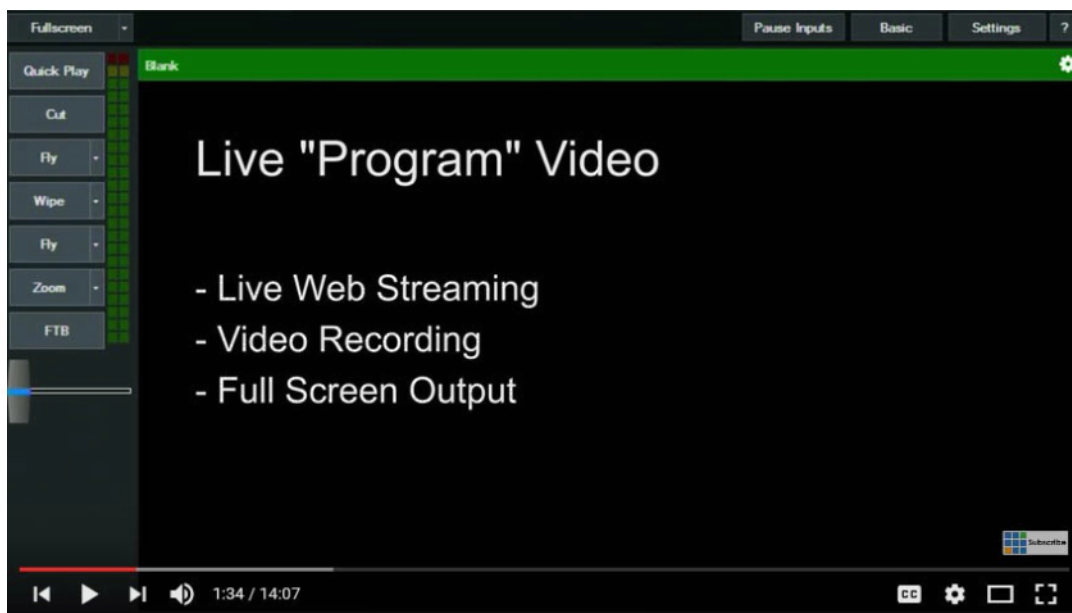 Fullscreen Pause Inputs Basic Settings ?
Quick Play Blank
Cut
Fly
Wipe
Fly
Zoom
FTB
Live "Program" Video
- Live Web Streaming
- Video Recording
- Full Screen Output
Subscribe
1:34 / 14:07 CC